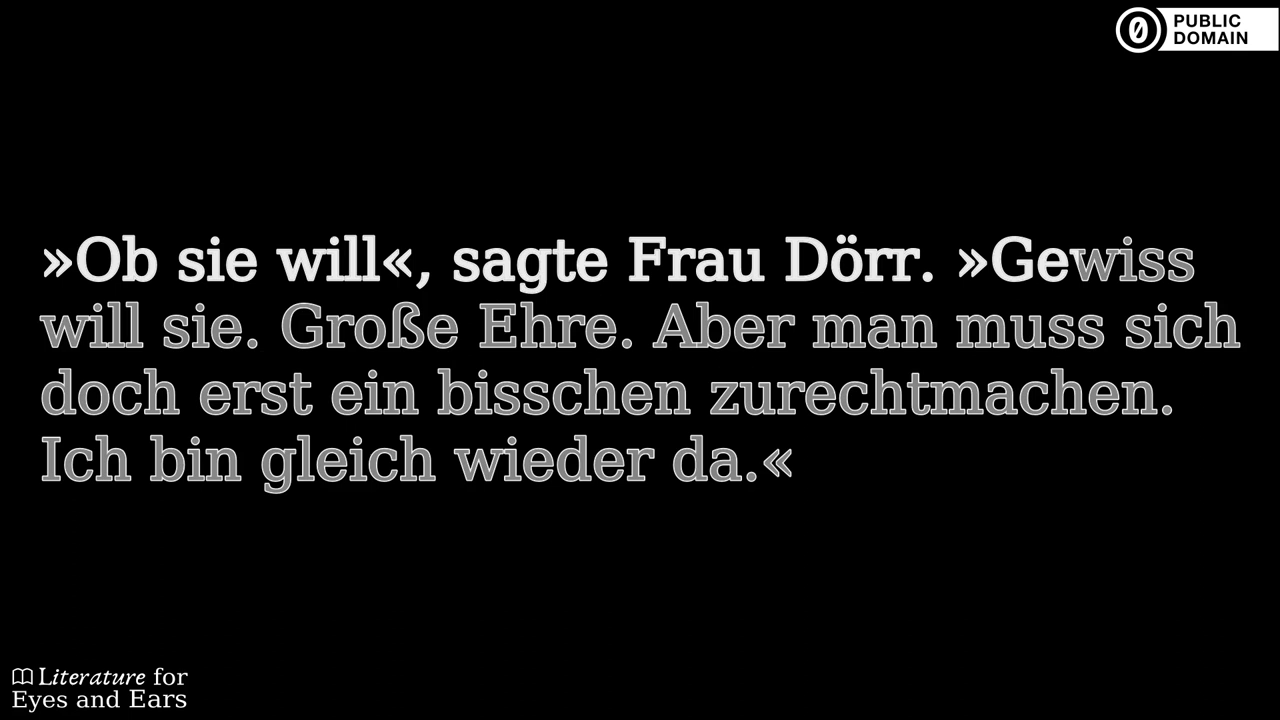 PUBLIC
DOMAIN
»Ob sie will«, sagte Frau Dörr. »Gewiss
will sie. Große Ehre. Aber man muss sich
doch erst ein bisschen zurechtmachen.
Ich bin gleich wieder da.«
Literature for
Eyes and Ears